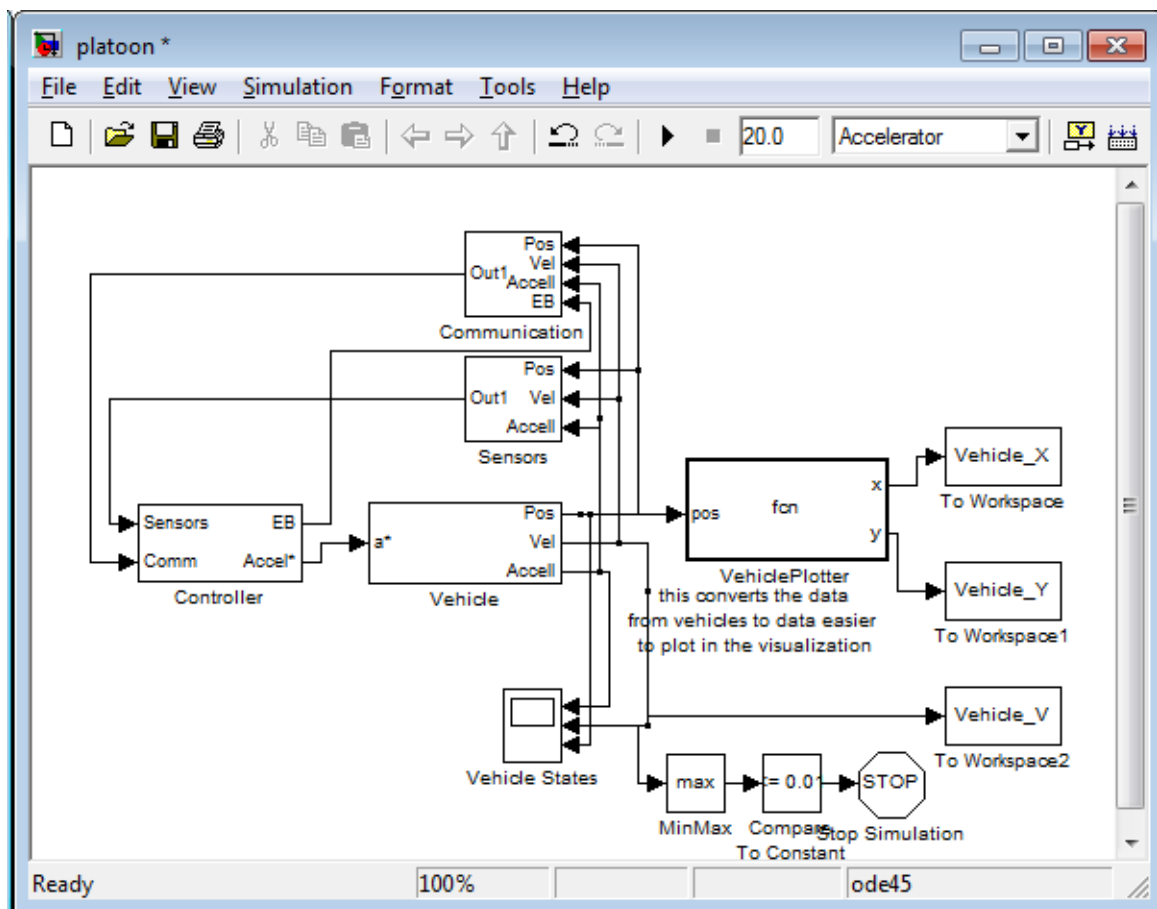 platoon *
File Edit View Simulation Format Tools Help
20.0 Accelerator
Pos
Vel
Out1
Accell
EB
Communication
Pos
Out1 Vel
Accell
Sensors
Vehicle_X
To Workspace
x
pos fcn
y
VehiclePlotter
this converts the data
from vehicles to data easier
to plot in the visualization
Sensors EB
Comm Accel*
Controller
Pos
a* Vel
Accell
Vehicle
Vehicle_Y
To Workspace1
Vehicle_V
To Workspace2
Vehicle States
max
MinMax
<= 0.01
Compare
To Constant
STOP
Stop Simulation
Ready 100% ode45